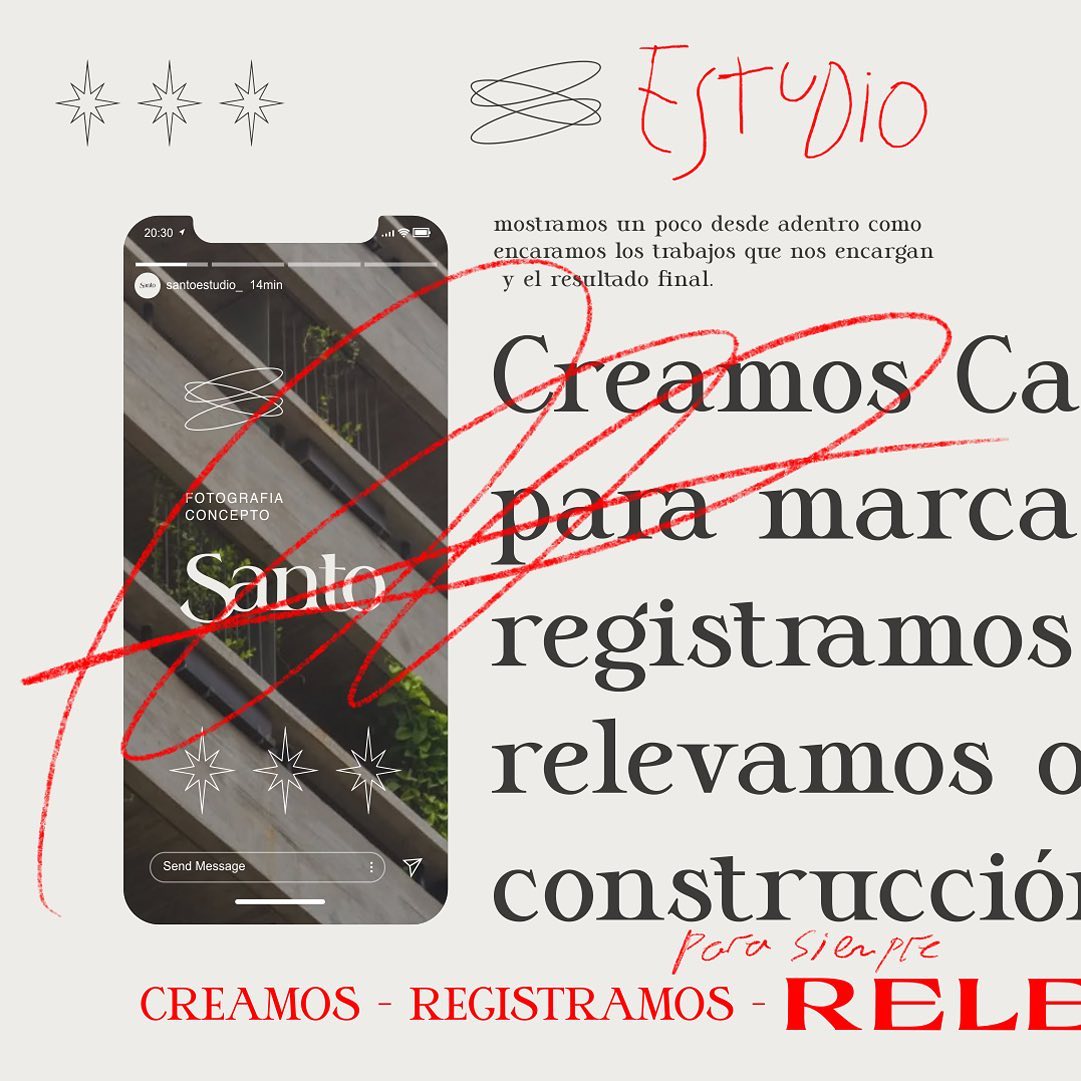 Estudio
20:30
santoestudio_ 14min
FOTOGRAFIA
CONCEPTO
Santo
Send Message
mostramos un poco desde adentro como
encaramos los trabajos que nos encargan
y el resultado final.
Creamos Ca
para marca
registramos
relevamos o
construcción
para siempre
CREAMOS - REGISTRAMOS - RELE